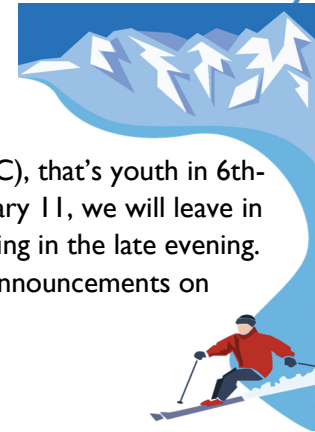 C), that's youth in 6th-
ary 11, we will leave in
ing in the late evening.
nnouncements on